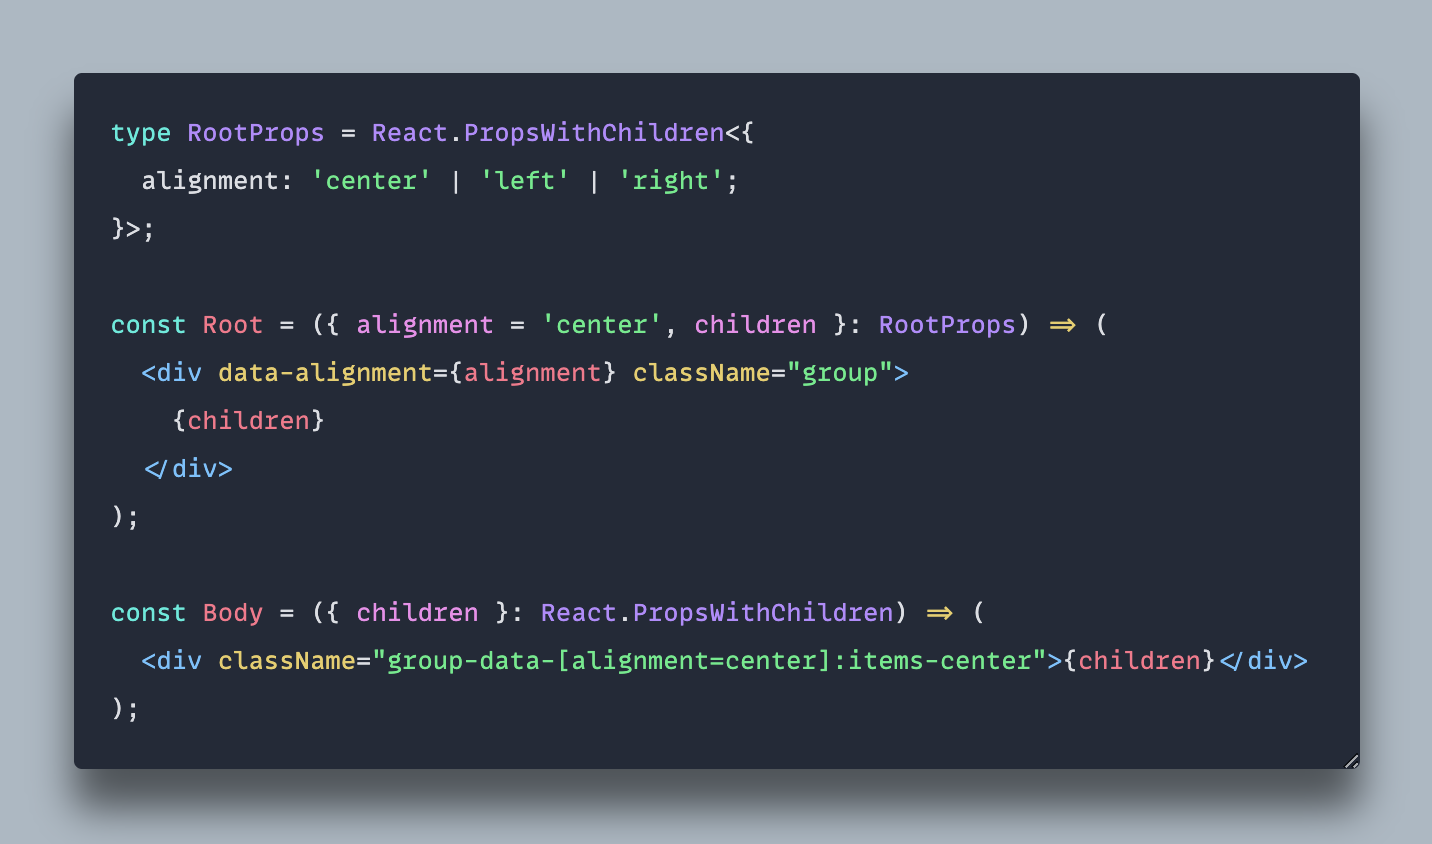 type RootProps = React.PropsWithChildren<{
  alignment: 'center' | 'left' | 'right';
}>;

const Root = ({ alignment = 'center', children }: RootProps) => (
  <div data-alignment={alignment} className="group">
    {children}
  </div>
);

const Body = ({ children }: React.PropsWithChildren) => (
  <div className="group-data-[alignment=center]:items-center">{children}</div>
);